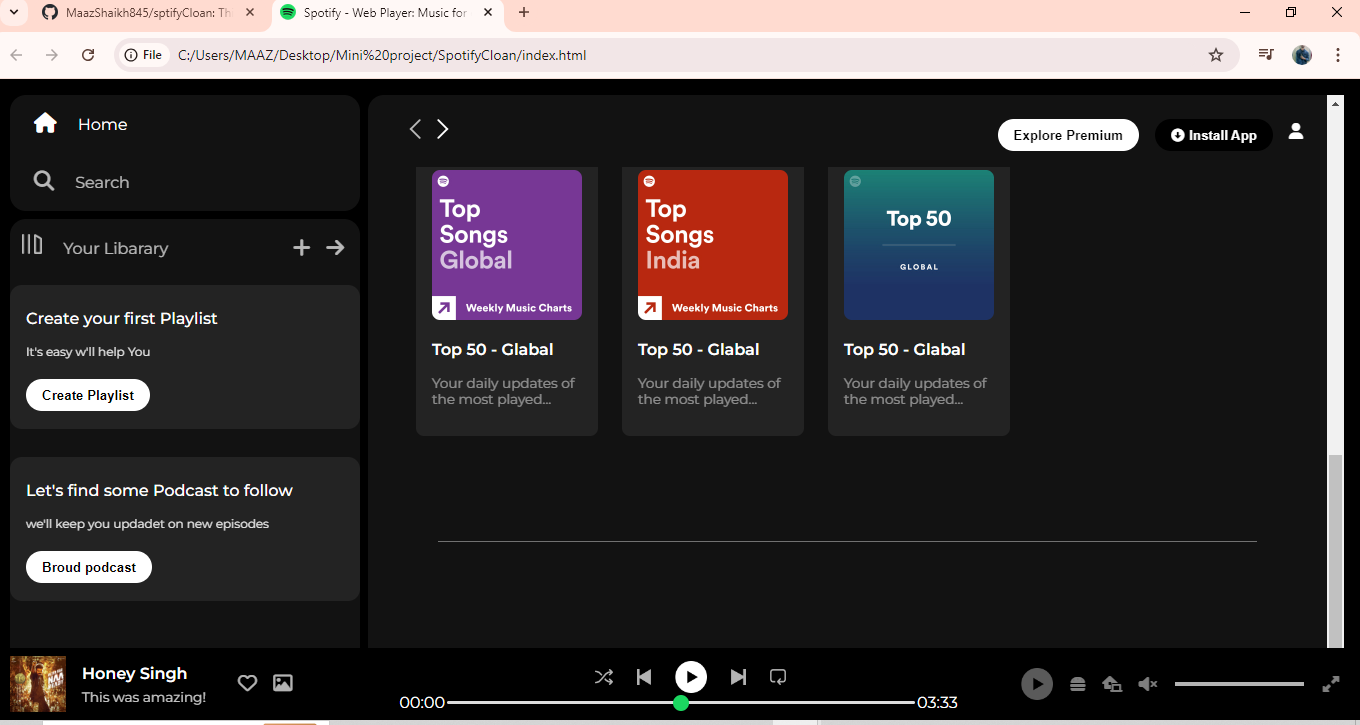 MaazShaikh845/sptifyCloan: Th
Spotify - Web Player: Music for
File
C:/Users/MAAZ/Desktop/Mini%20project/SpotifyCloan/index.html
Home
Search
Your Libarary
Create your first Playlist
It's easy w'll help You
Create Playlist
Let's find some Podcast to follow
we'll keep you updadet on new episodes
Broud podcast
Explore Premium
Install App
Top
Songs
Global
Weekly Music Charts
Top 50 - Glabal
Your daily updates of
the most played...
Top
Songs
India
Weekly Music Charts
Top 50 - Glabal
Your daily updates of
the most played...
Top 50
GLOBAL
Top 50 - Glabal
Your daily updates of
the most played...
Honey Singh
This was amazing!
00:00
03:33